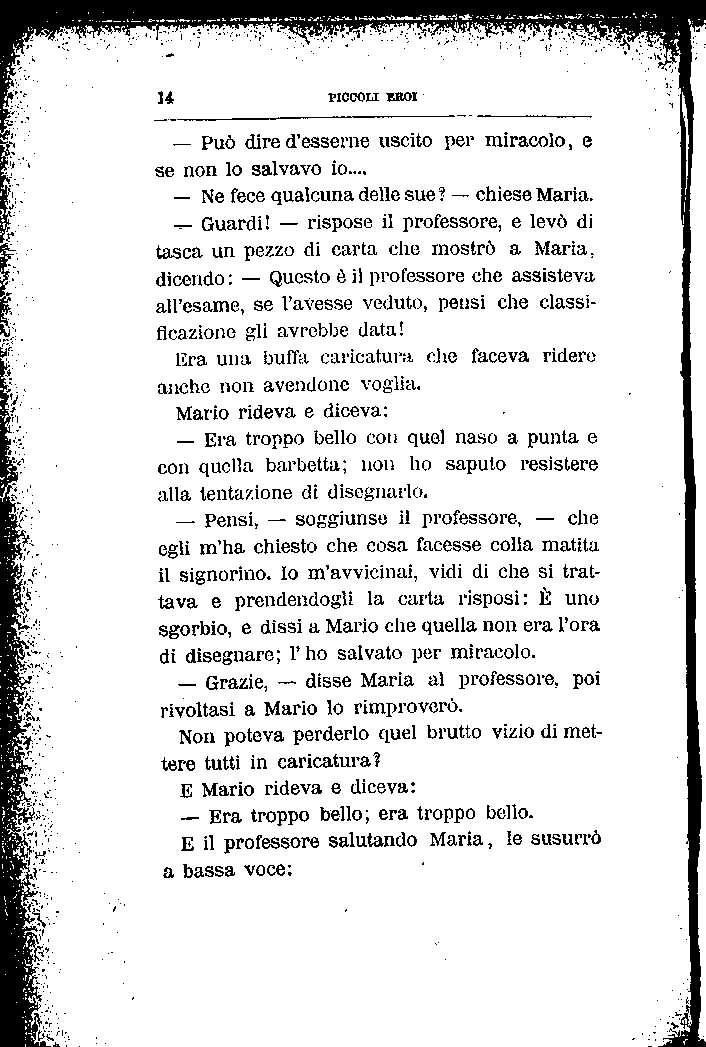 14 PICCOLI EROI
— Può dire d'esserne uscito per miracolo, e
se non lo salvavo io....
— Ne fece qualcuna delle sue? — chiese Maria.
— Guardi! — rispose il professore, e levò di
tasca un pezzo di carta che mostrò a Maria,
dicendo: — Questo è il professore che assisteva
all'esame, se l'avesse veduto, pensi che classi-
ficazione gli avrebbe data!
Era una buffa caricatura che faceva ridere
anche non avendone voglia.
Mario rideva e diceva:
— Era troppo bello con quel naso a punta e
con quella barbetta; non ho saputo resistere
alla tentazione di disegnarlo.
— Pensi, — soggiunse il professore, — che
egli m'ha chiesto che cosa facesse colla matita
il signorino. Io m'avvicinai, vidi di che si trat-
tava e prendendogli la carta risposi: È uno
sgorbio, e dissi a Mario che quella non era l'ora
di disegnare; l'ho salvato per miracolo.
— Grazie, — disse Maria al professore, poi
rivoltasi a Mario lo rimproverò.
Non poteva perderlo quel brutto vizio di met-
tere tutti in caricatura?
E Mario rideva e diceva:
— Era troppo bello; era troppo bello.
E il professore salutando Maria, le susurrò
a bassa voce: